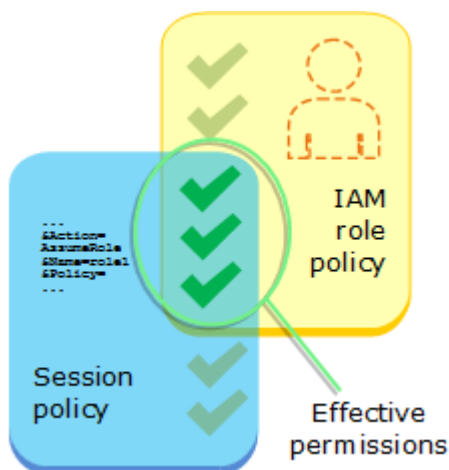 IAM
role
policy
...
&Action=
AssumeRole
&Name=role1
&Policy=
...
Session
policy
Effective
permissions